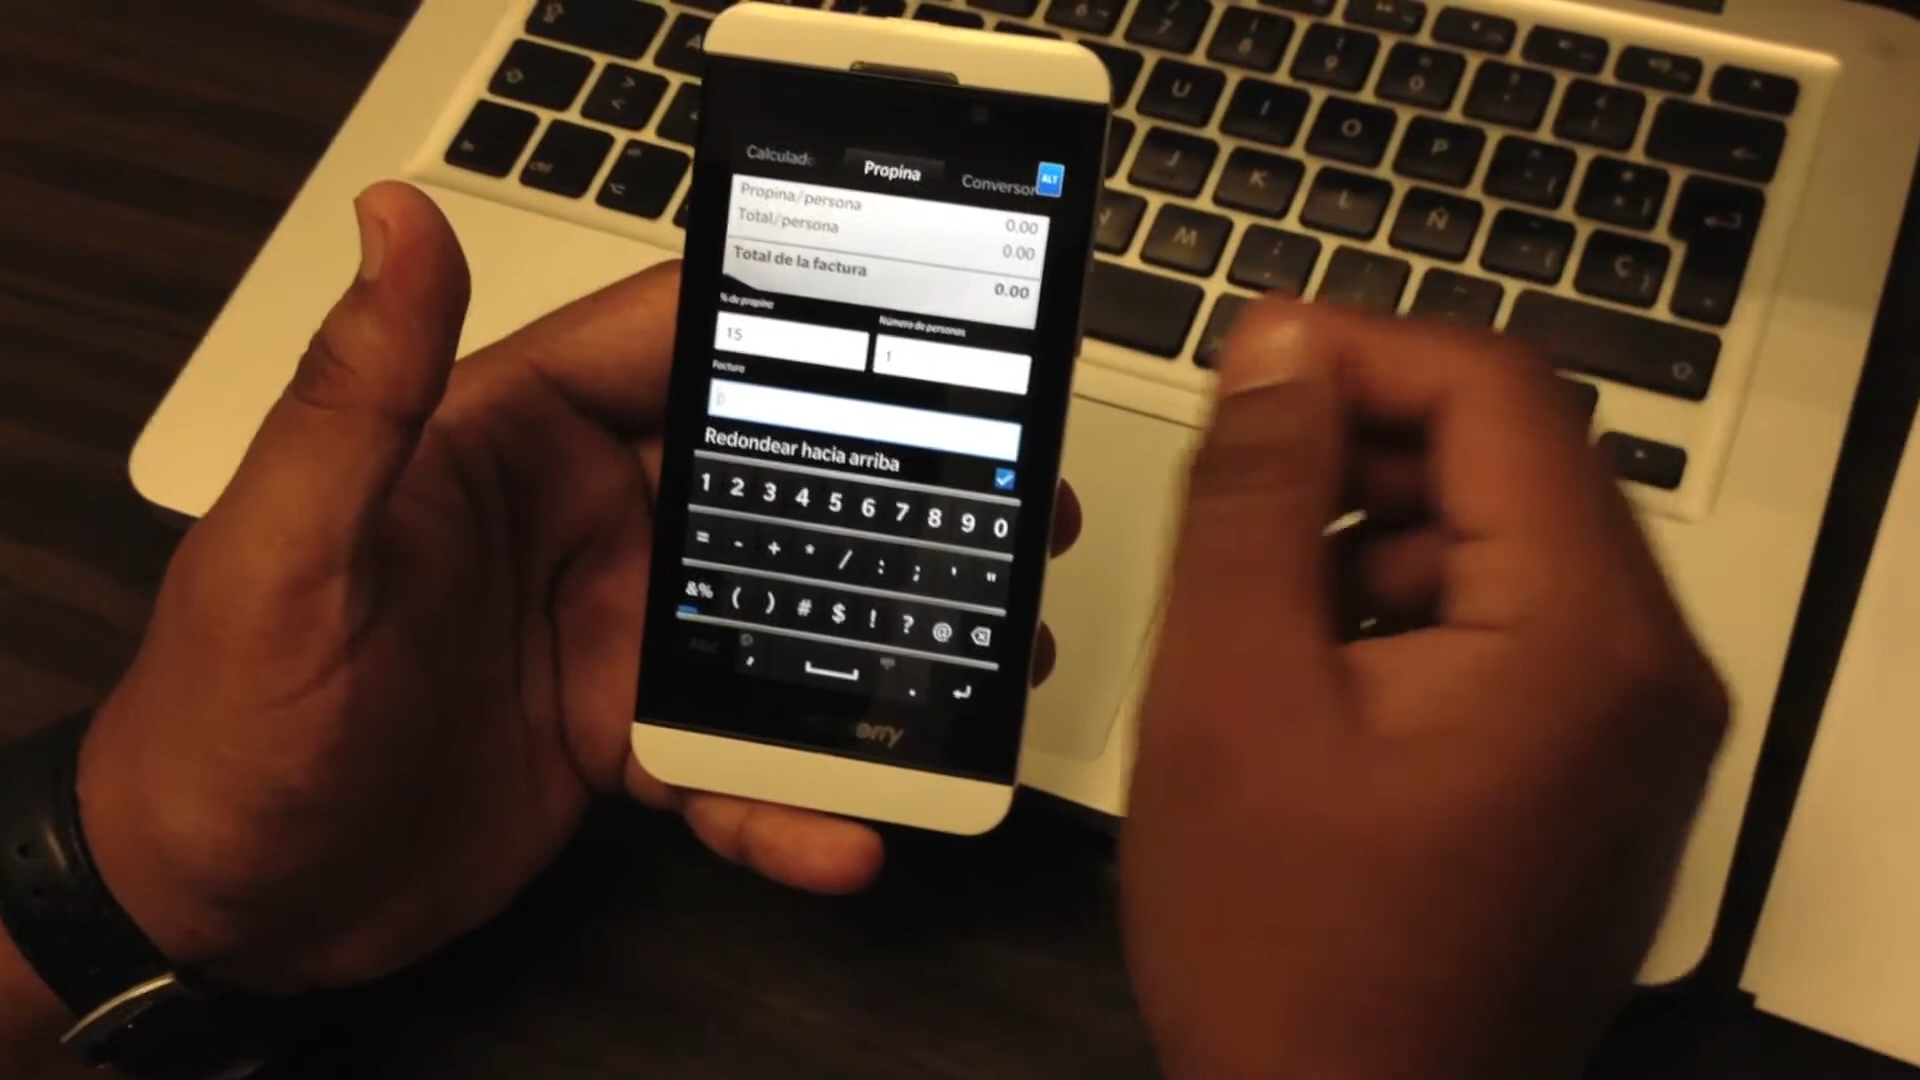 Calculado Propina Conversor ALT
Propina/persona 0.00
Total/persona 0.00
Total de la factura 0.00
% de propina Número de personas
15 1
Factura
Redondear hacia arriba
1 2 3 4 5 6 7 8 9 0
= - + * / : ; ' "
&% ( ) # $ ! ? @
, .
erry
U I O P
J K L Ñ
M Ç